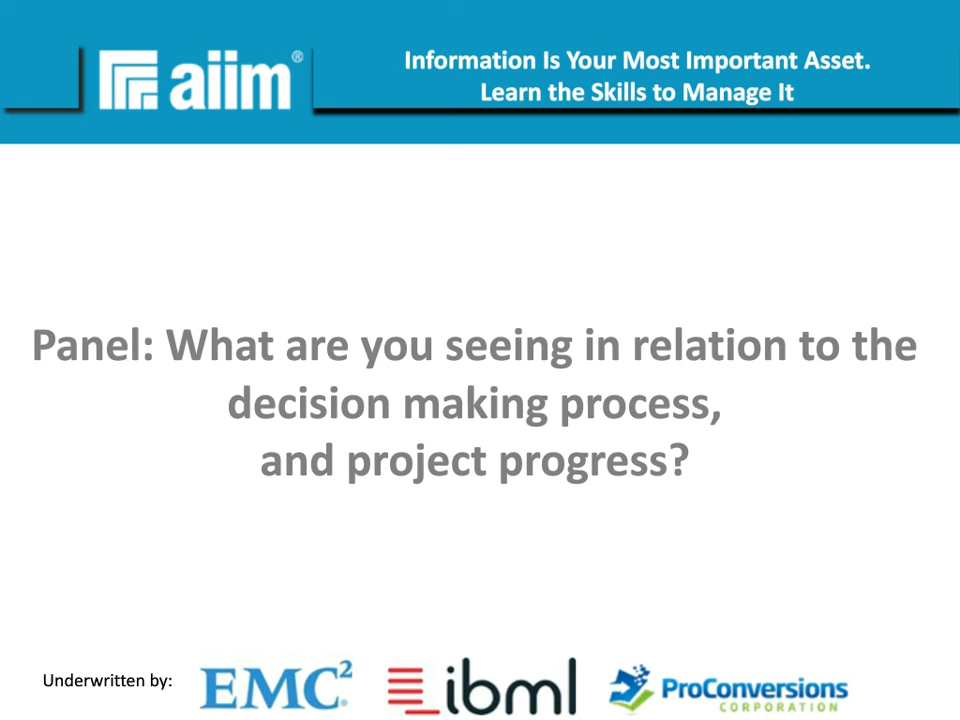 aiim®
Information Is Your Most Important Asset.
Learn the Skills to Manage It
Panel: What are you seeing in relation to the
decision making process,
and project progress?
Underwritten by:
EMC²®
ibml
ProConversions
CORPORATION